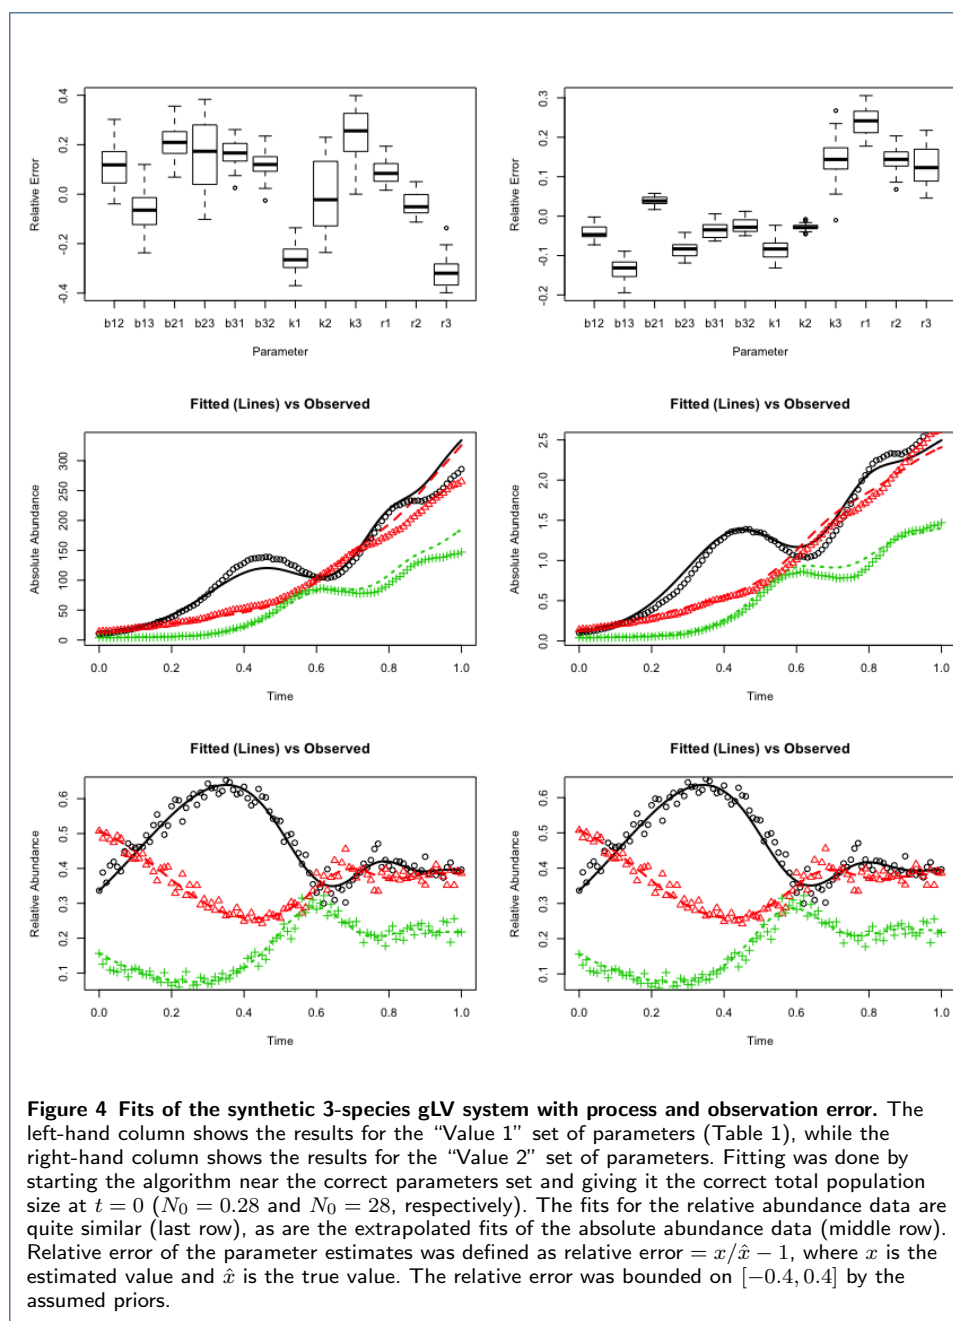 0.4
0.2
0.0
-0.2
-0.4
Relative Error
b12 b13 b21 b23 b31 b32 k1 k2 k3 r1 r2 r3
Parameter
0.3
0.2
0.1
0.0
-0.1
-0.2
Relative Error
b12 b13 b21 b23 b31 b32 k1 k2 k3 r1 r2 r3
Parameter
Fitted (Lines) vs Observed
300
250
200
150
100
50
0
Absolute Abundance
0.0 0.2 0.4 0.6 0.8 1.0
Time
Fitted (Lines) vs Observed
2.5
2.0
1.5
1.0
0.5
0.0
Absolute Abundance
0.0 0.2 0.4 0.6 0.8 1.0
Time
Fitted (Lines) vs Observed
0.6
0.5
0.4
0.3
0.2
0.1
Relative Abundance
0.0 0.2 0.4 0.6 0.8 1.0
Time
Fitted (Lines) vs Observed
0.6
0.5
0.4
0.3
0.2
0.1
Relative Abundance
0.0 0.2 0.4 0.6 0.8 1.0
Time
Figure 4 Fits of the synthetic 3-species gLV system with process and observation error. The
left-hand column shows the results for the “Value 1” set of parameters (Table 1), while the
right-hand column shows the results for the “Value 2” set of parameters. Fitting was done by
starting the algorithm near the correct parameters set and giving it the correct total population
size at t = 0 (N₀ = 0.28 and N₀ = 28, respectively). The fits for the relative abundance data are
quite similar (last row), as are the extrapolated fits of the absolute abundance data (middle row).
Relative error of the parameter estimates was defined as relative error = x/x̂ − 1, where x is the
estimated value and x̂ is the true value. The relative error was bounded on [−0.4, 0.4] by the
assumed priors.